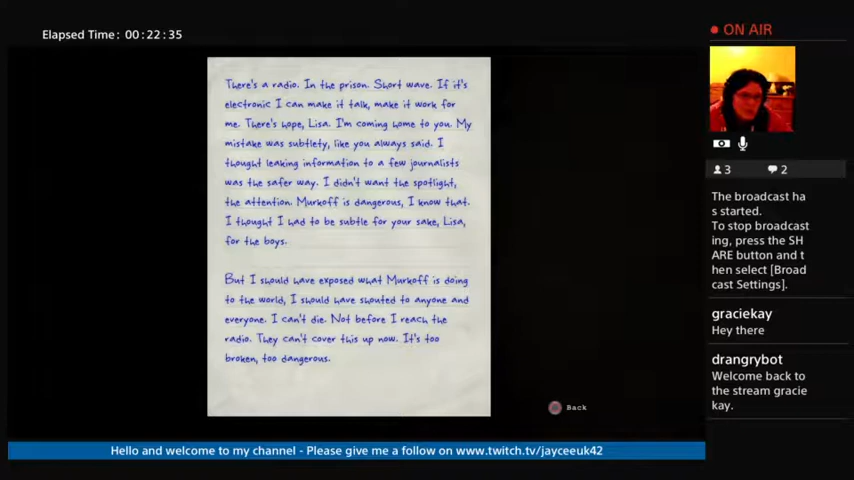 Elapsed Time: 00:22:35
There's a radio. In the prison. Short wave. If it's
electronic I can make it talk, make it work for
me. There's hope, Lisa. I'm coming home to you. My
mistake was subtlety, like you always said. I
thought leaking information to a few journalists
was the safer way. I didn't want the spotlight,
the attention. Murkoff is dangerous, I know that.
I thought I had to be subtle for your sake, Lisa,
for the boys.
But I should have exposed what Murkoff is doing
to the world, I should have shouted to anyone and
everyone. I can't die. Not before I reach the
radio. They can't cover this up now. It's too
broken, too dangerous.
Back
Hello and welcome to my channel - Please give me a follow on www.twitch.tv/jayceeuk42
ON AIR
3
2
The broadcast ha
s started.
To stop broadcast
ing, press the SH
ARE button and t
hen select [Broad
cast Settings].
graciekay
Hey there
drangrybot
Welcome back to
the stream gracie
kay.